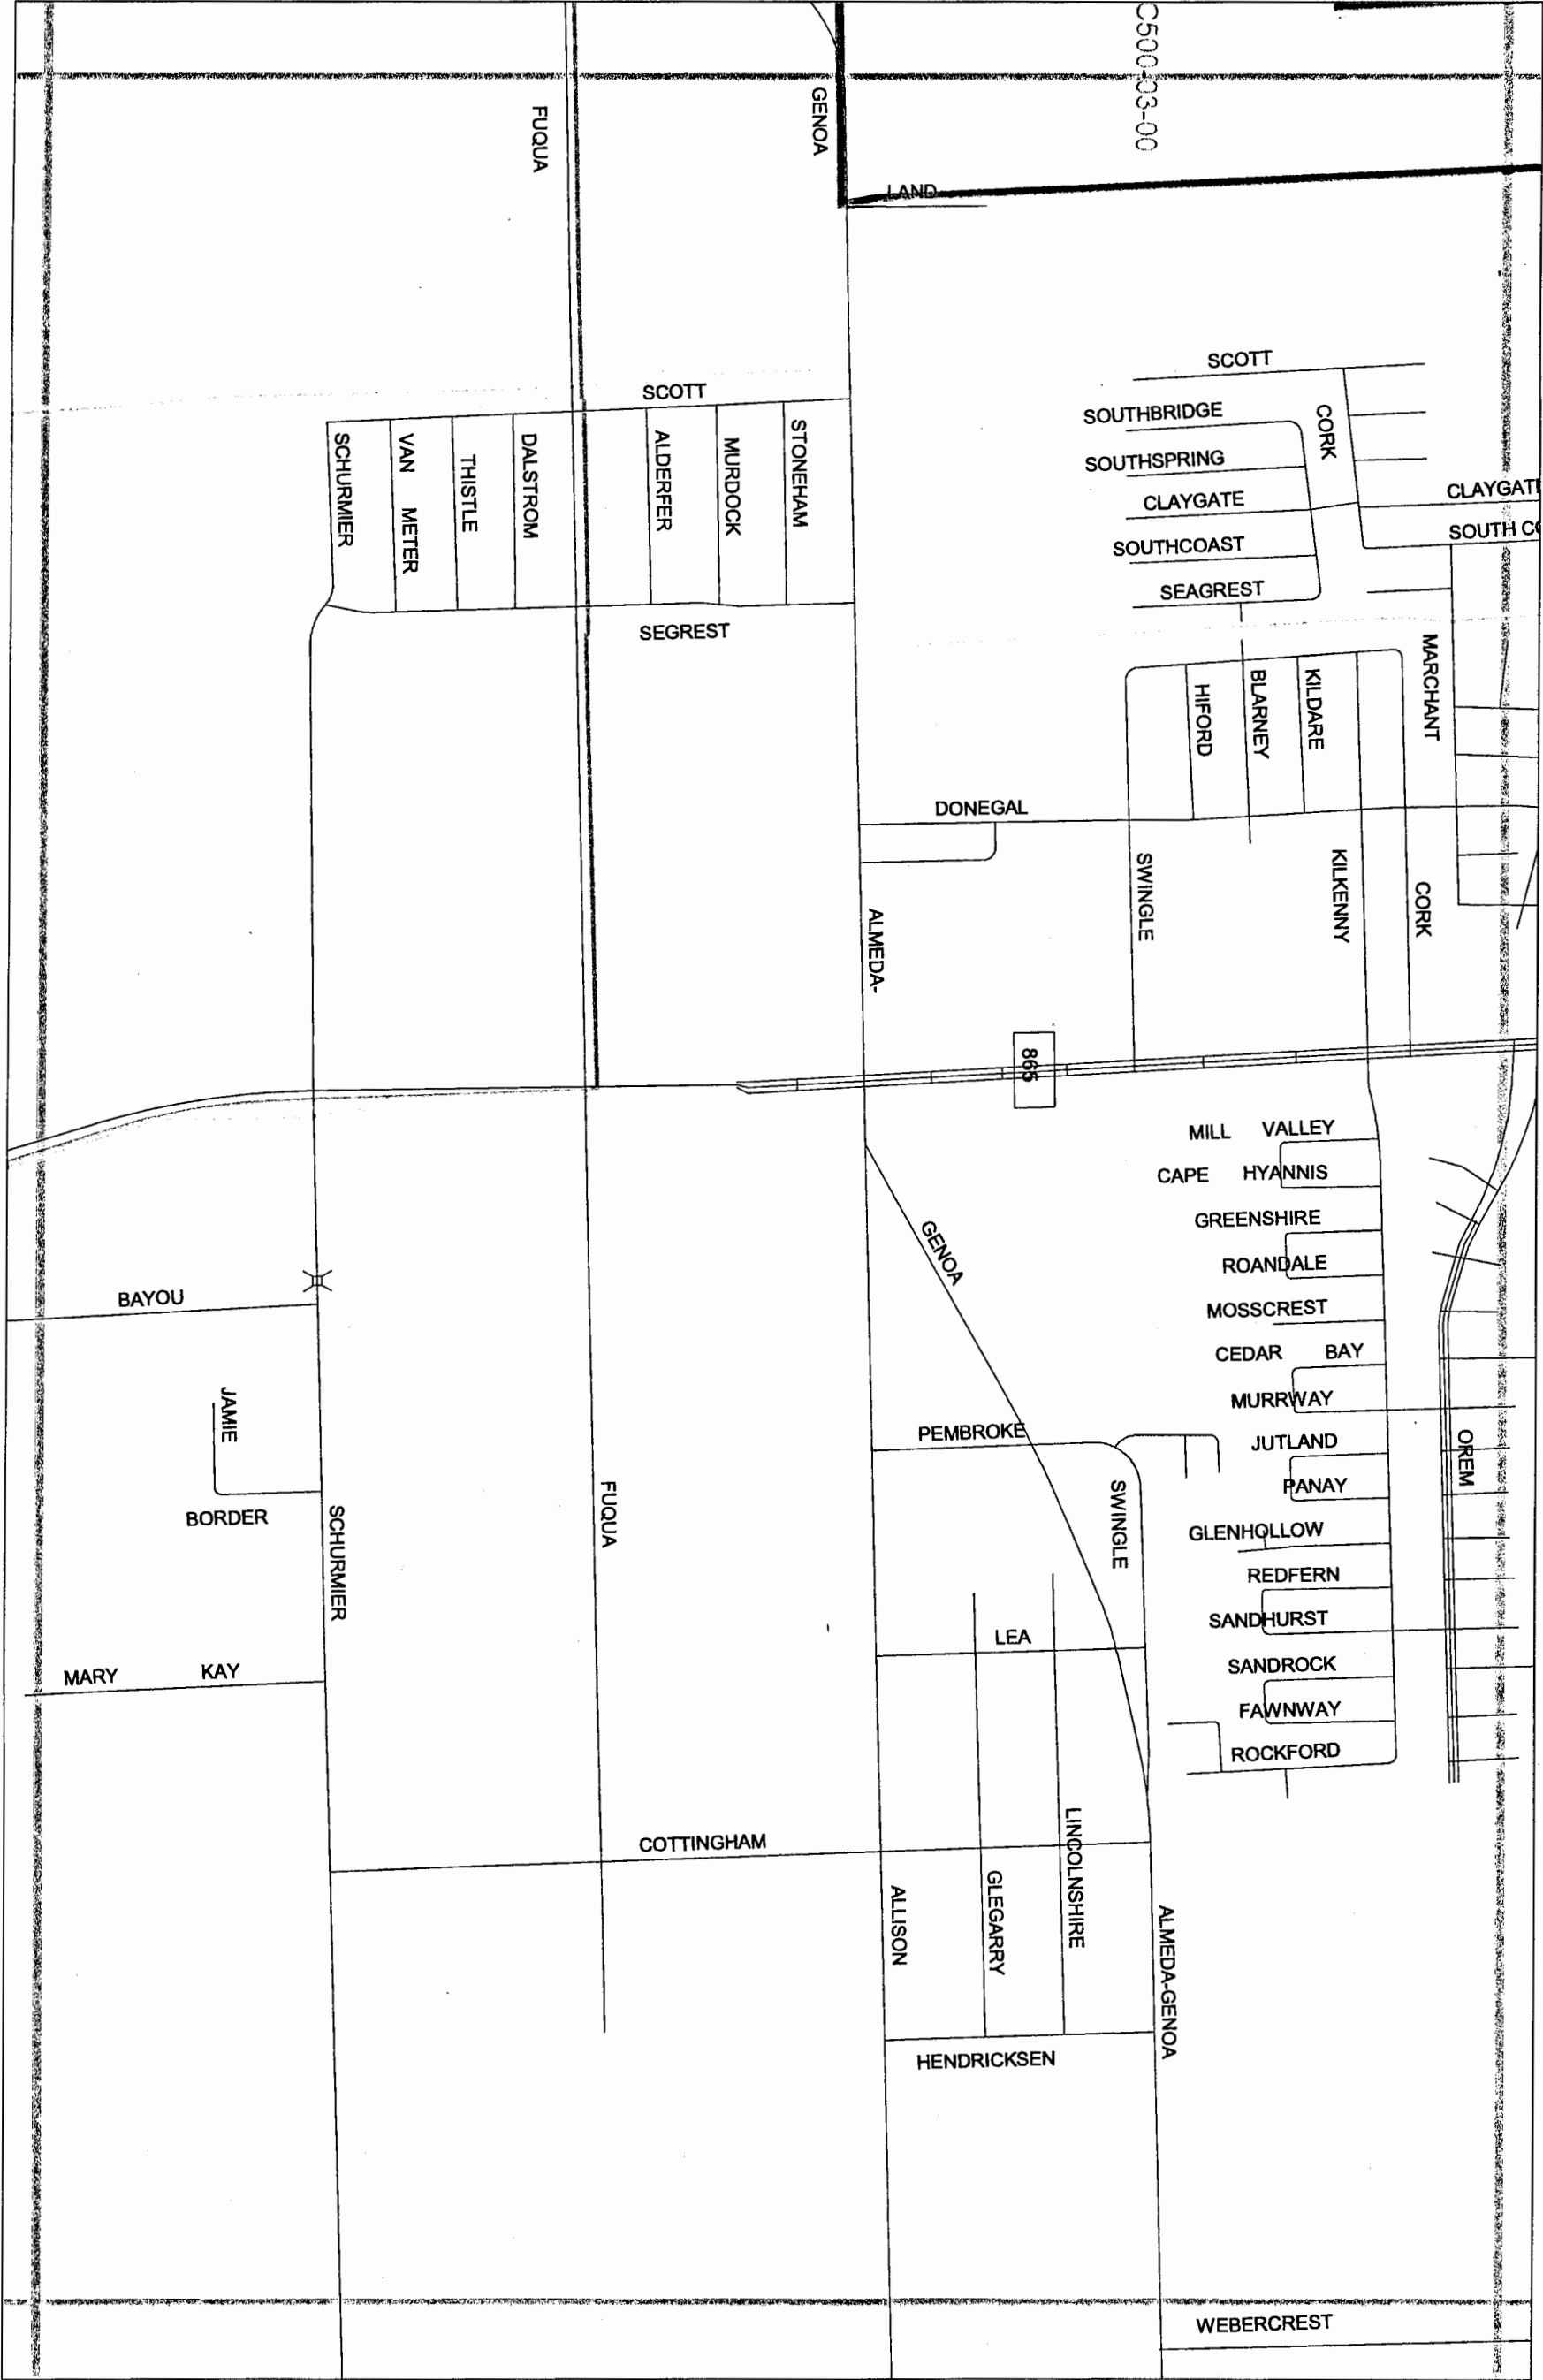 C500-03-00
GENOA
FUQUA
LAND
SCOTT
SCOTT
SOUTHBRIDGE
CORK
SOUTHSPRING
CLAYGATE
CLAYGAT
SOUTHCOAST
SOUTH C
SEAGREST
STONEHAM
MURDOCK
ALDERFER
DALSTROM
THISTLE
VAN METER
SCHURMIER
SEGREST
MARCHANT
KILDARE
BLARNEY
HIFORD
DONEGAL
SWINGLE
KILKENNY
CORK
ALMEDA-
865
MILL VALLEY
CAPE HYANNIS
GREENSHIRE
GENOA
ROANDALE
BAYOU
MOSSCREST
CEDAR BAY
MURRWAY
JAMIE
PEMBROKE
JUTLAND
OREM
PANAY
SWINGLE
FUQUA
BORDER
GLENHOLLOW
SCHURMIER
REDFERN
SANDHURST
LEA
MARY KAY
SANDROCK
FAWNWAY
ROCKFORD
COTTINGHAM
LINCOLNSHIRE
GLEGARRY
ALLISON
ALMEDA-GENOA
HENDRICKSEN
WEBERCREST